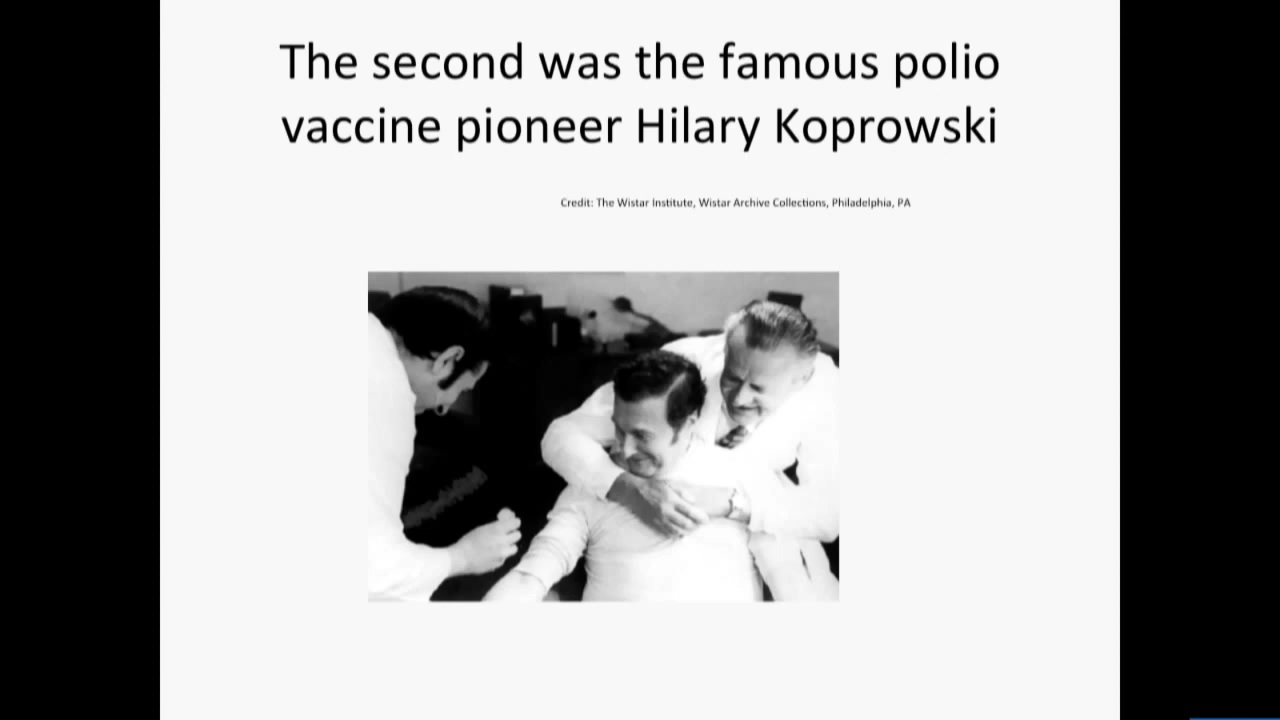 The second was the famous polio
vaccine pioneer Hilary Koprowski
Credit: The Wistar Institute, Wistar Archive Collections, Philadelphia, PA